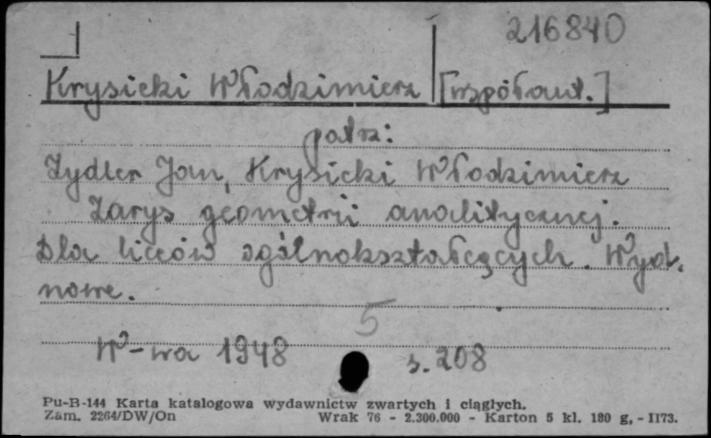 216840
Krysicki Włodzimierz [współaut.]
patrz:
Zydler Jan, Krysicki Włodzimierz
Zarys geometrii analitycznej.
Dla liceów ogólnokształcących. Wyd.
nowe.
5
W-wa 1948 s. 208
Pu-B-144 Karta katalogowa wydawnictw zwartych i ciągłych.
Zam. 2264/DW/On Wrak 76 - 2.300.000 - Karton 5 kl. 180 g. - II73.